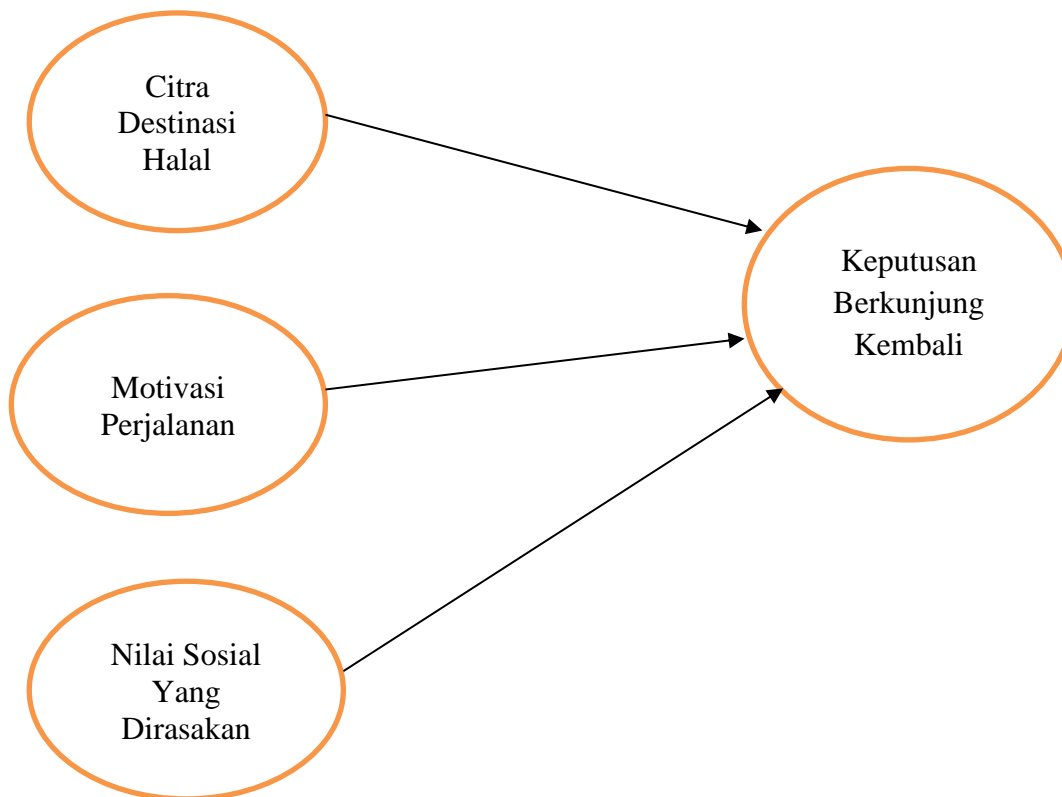 Citra
Destinasi
Halal
Keputusan
Berkunjung
Kembali
Motivasi
Perjalanan
Nilai Sosial
Yang
Dirasakan